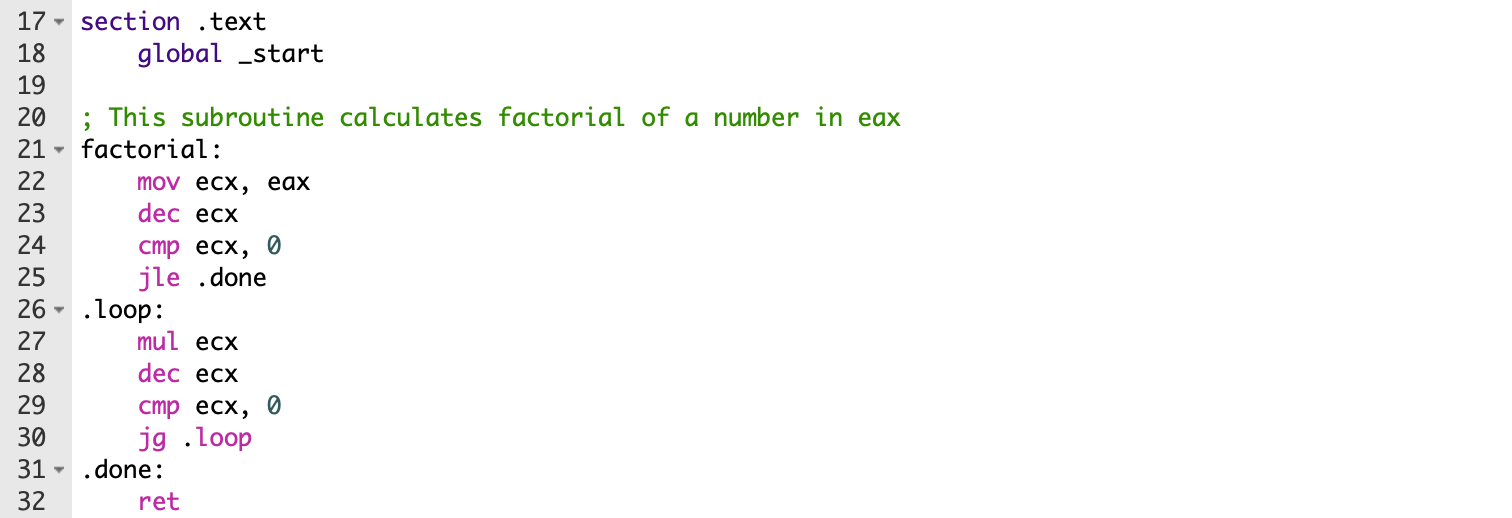 17 section .text
18     global _start
19
20 ; This subroutine calculates factorial of a number in eax
21 factorial:
22     mov ecx, eax
23     dec ecx
24     cmp ecx, 0
25     jle .done
26 .loop:
27     mul ecx
28     dec ecx
29     cmp ecx, 0
30     jg .loop
31 .done:
32     ret